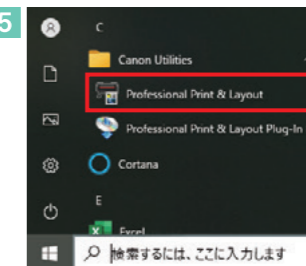 5
C
Canon Utilities
Professional Print & Layout
Professional Print & Layout Plug-In
Cortana
E
Excel
検索するには、ここに入力します